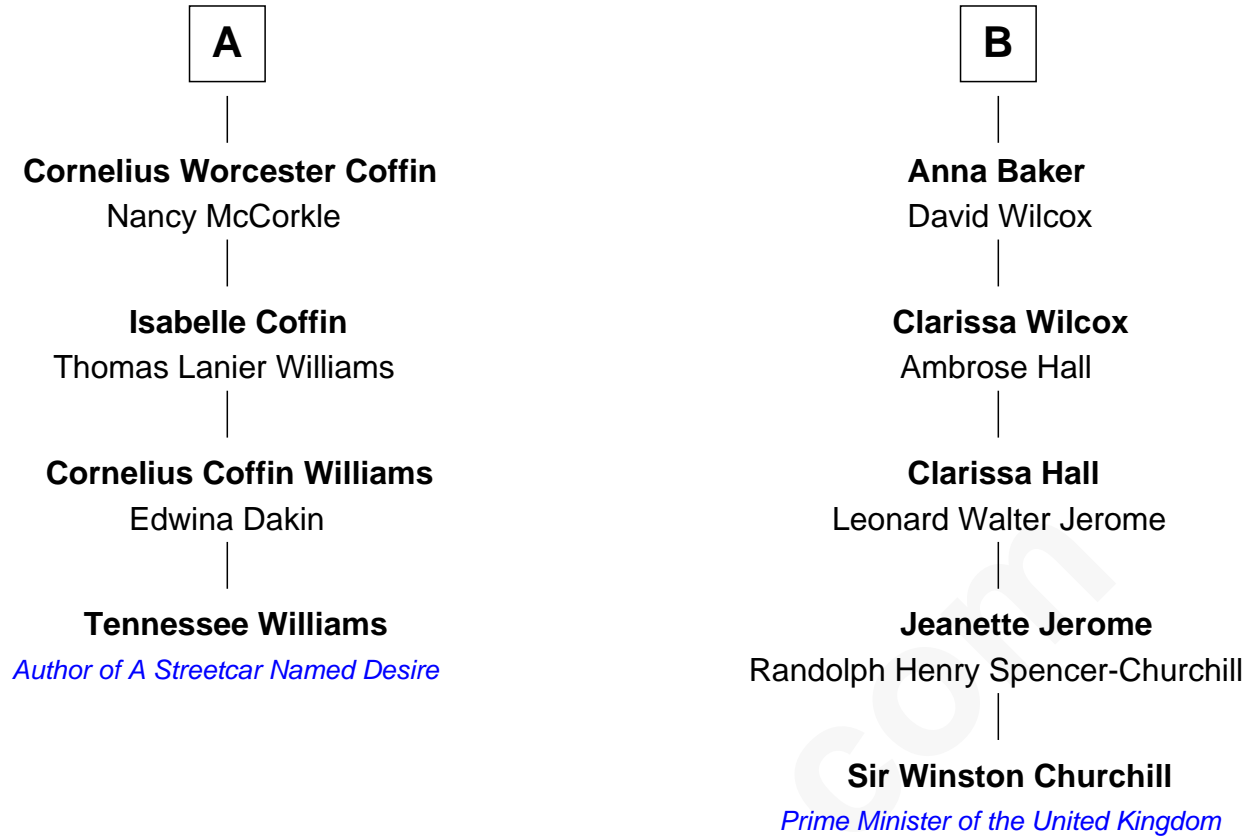 A
Cornelius Worcester Coffin
Nancy McCorkle
Isabelle Coffin
Thomas Lanier Williams
Cornelius Coffin Williams
Edwina Dakin
Tennessee Williams
Author of A Streetcar Named Desire
B
Anna Baker
David Wilcox
Clarissa Wilcox
Ambrose Hall
Clarissa Hall
Leonard Walter Jerome
Jeanette Jerome
Randolph Henry Spencer-Churchill
Sir Winston Churchill
Prime Minister of the United Kingdom
com